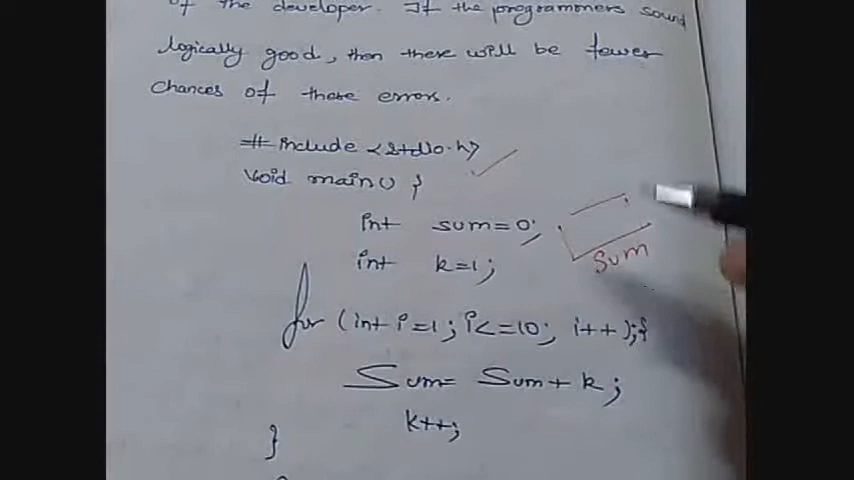 of the developer. If the programmers sound
logically good, then there will be fewer
chances of these errors.
# include <stdio.h>
void main() {
int sum=0;
int k=1;
sum
for (int i=1; i<=10; i++);{
Sum= Sum+k;
k++;
}